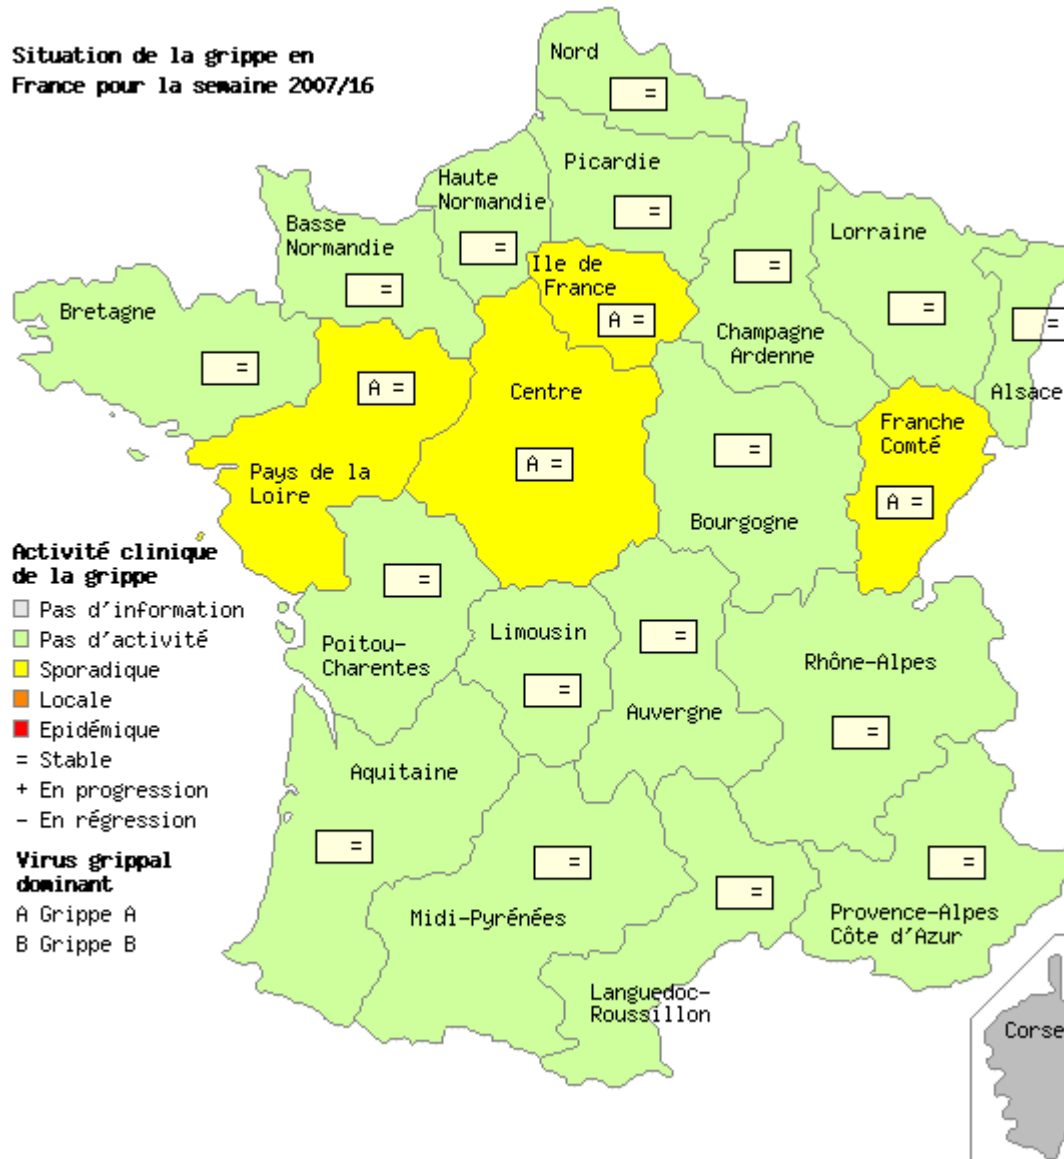 Situation de la grippe en
France pour la semaine 2007/16
Nord
=
Picardie
=
Haute
Normandie
=
Basse
Normandie
=
Ile de
France
A =
Champagne
Ardenne
=
Lorraine
=
Alsace
=
Bretagne
=
Pays de la
Loire
A =
Centre
A =
Bourgogne
=
Franche
Comté
A =
Poitou-
Charentes
=
Limousin
=
Auvergne
=
Rhône-Alpes
=
Aquitaine
=
Midi-Pyrénées
=
Languedoc-
Roussillon
=
Provence-Alpes
Côte d'Azur
=
Corse
Activité clinique
de la grippe
Pas d'information
Pas d'activité
Sporadique
Locale
Epidémique
= Stable
+ En progression
- En régression
Virus grippal
dominant
A Grippe A
B Grippe B